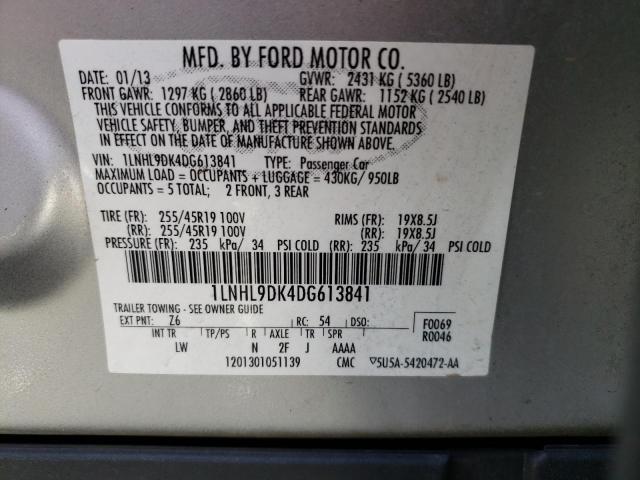 MFD. BY FORD MOTOR CO.
DATE: 01/13 GVWR: 2431 KG ( 5360 LB)
FRONT GAWR: 1297 KG ( 2860 LB) REAR GAWR: 1152 KG ( 2540 LB)
THIS VEHICLE CONFORMS TO ALL APPLICABLE FEDERAL MOTOR
VEHICLE SAFETY, BUMPER, AND THEFT PREVENTION STANDARDS
IN EFFECT ON THE DATE OF MANUFACTURE SHOWN ABOVE.
VIN: 1LNHL9DK4DG613841 TYPE: Passenger Car
MAXIMUM LOAD = OCCUPANTS + LUGGAGE = 430KG/ 950LB
OCCUPANTS = 5 TOTAL; 2 FRONT, 3 REAR
TIRE (FR): 255/45R19 100V RIMS (FR): 19X8.5J
(RR): 255/45R19 100V (RR): 19X8.5J
PRESSURE (FR): 235 kPa/ 34 PSI COLD (RR): 235 kPa/ 34 PSI COLD
1LNHL9DK4DG613841
TRAILER TOWING - SEE OWNER GUIDE
EXT PNT: Z6 RC: 54 DSO: F0069
INT TR TP/PS R AXLE TR SPR R0046
LW N 2F J AAAA
1201301051139 CMC ▽5U5A-5420472-AA